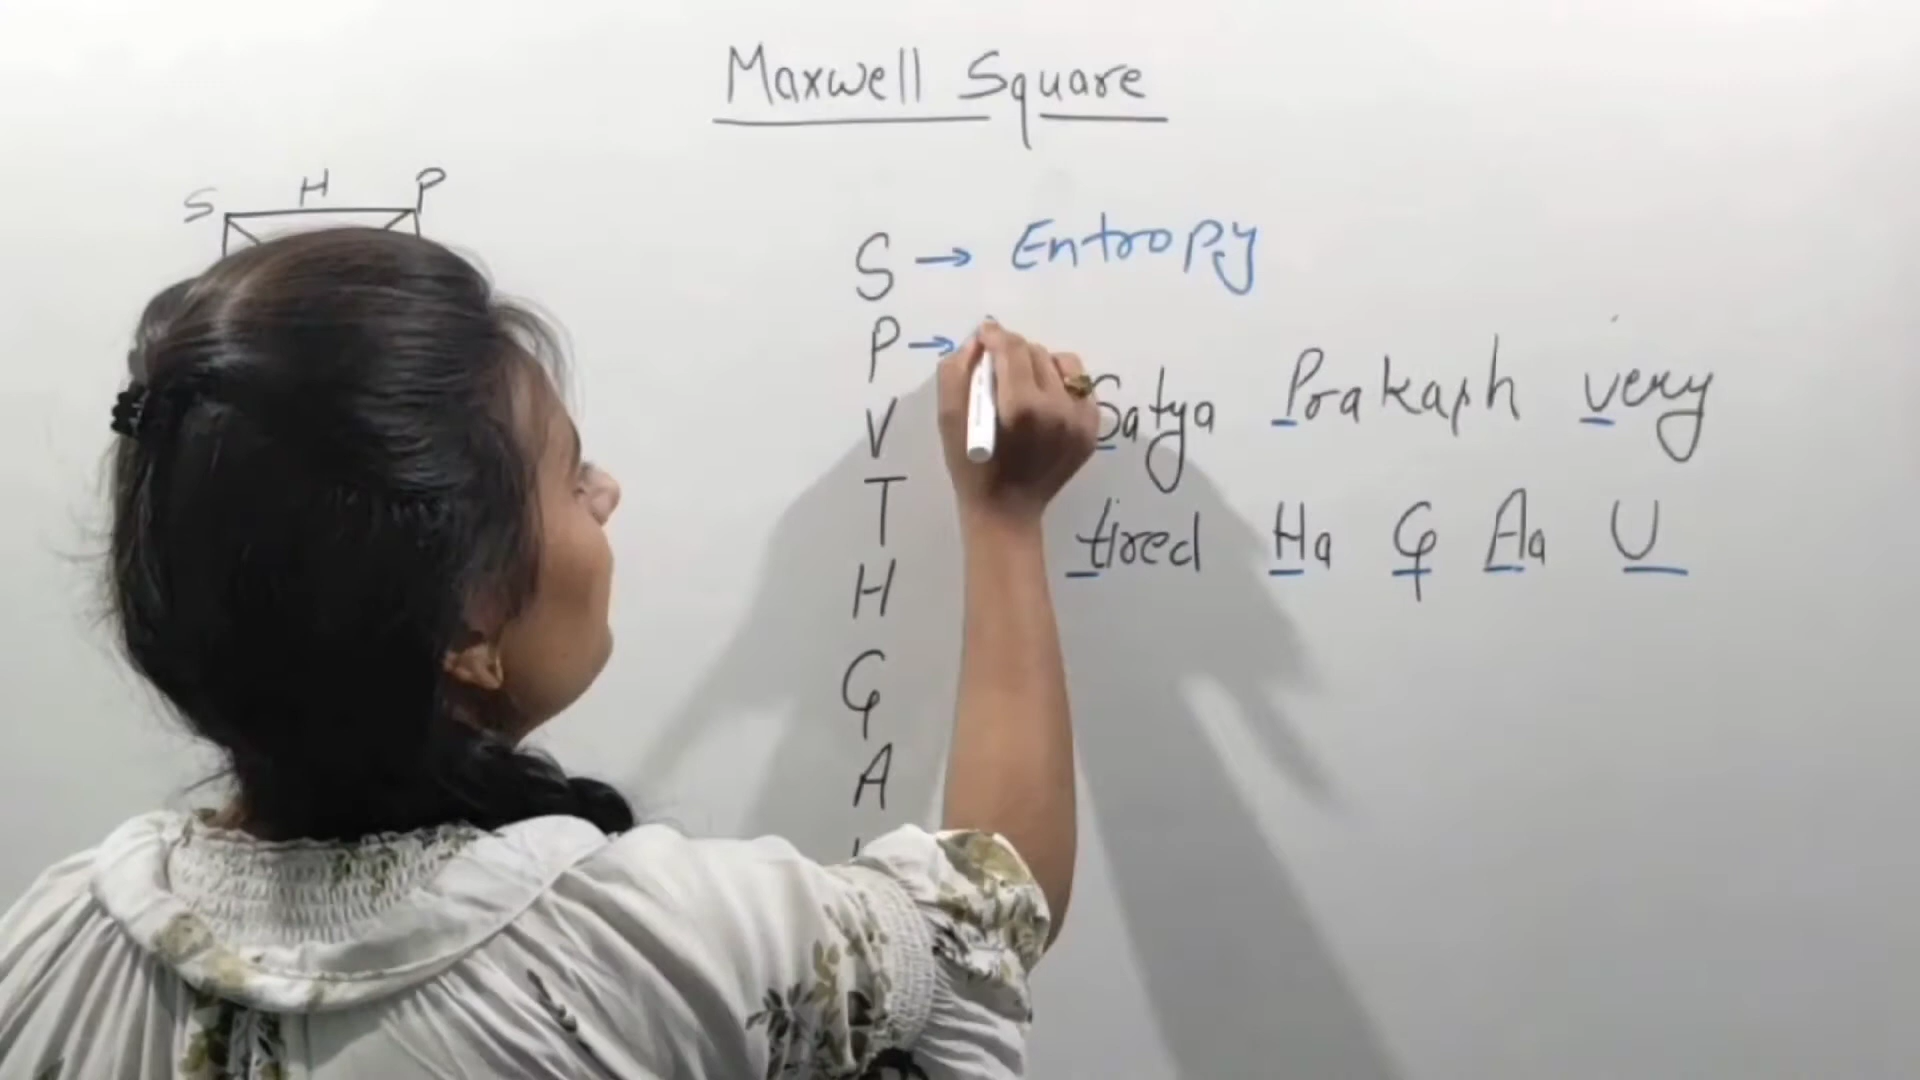 Maxwell Square
S H P
S → Entropy
P →
V
T
H
G
A
Satya Prakash very
tired Ha G Aa U